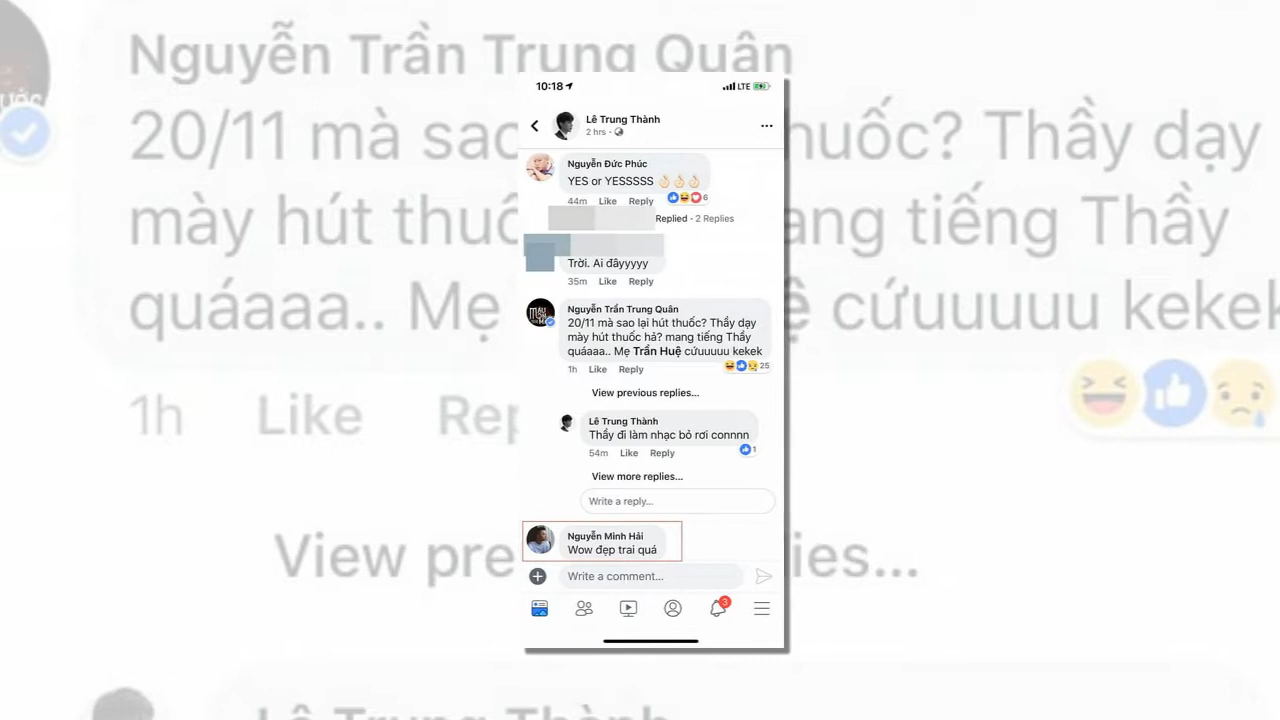 Nguyễn Trần Trung Quân
20/11 mà sao
huốc? Thầy dạy
mày hút thuốc
ang tiếng Thầy
quáaaa.. Mẹ
ệ cứuuuuu kekek
1h Like Rep
View pre
ies...
Lê Trung Thành
10:18
LTE
Lê Trung Thành
2 hrs
Nguyễn Đức Phúc
YES or YESSSSS 👌🏻👌🏻👌🏻
44m Like Reply 6
Replied · 2 Replies
Trời. Ai đâyyyyy
35m Like Reply
Nguyễn Trần Trung Quân
20/11 mà sao lại hút thuốc? Thầy dạy
mày hút thuốc hả? mang tiếng Thầy
quáaaa.. Mẹ Trần Huệ cứuuuuu kekek
1h Like Reply 25
View previous replies...
Lê Trung Thành
Thầy đi làm nhạc bỏ rơi connnn
54m Like Reply 1
View more replies...
Write a reply...
Nguyễn Minh Hải
Wow đẹp trai quá
Write a comment...
3